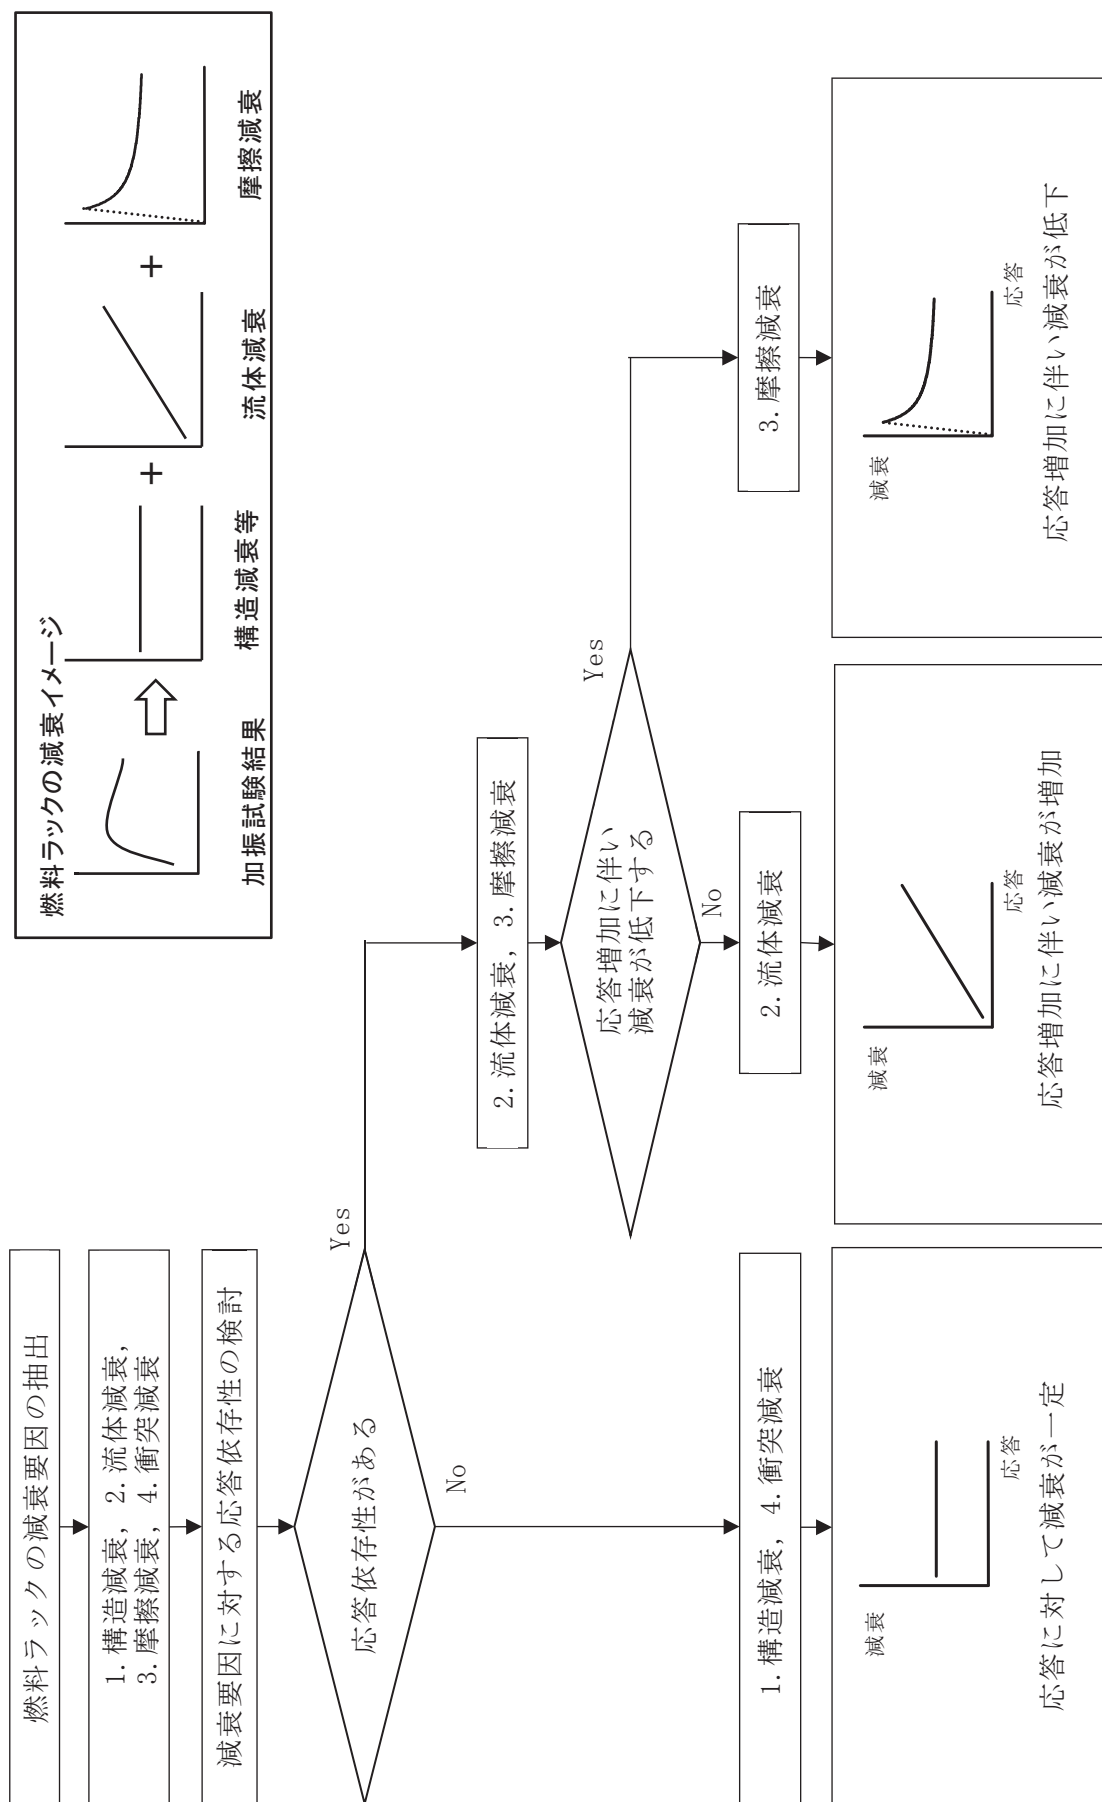 燃料ラックの減衰要因の抽出
1. 構造減衰, 2. 流体減衰,
3. 摩擦減衰, 4. 衝突減衰
減衰要因に対する応答依存性の検討
応答依存性がある
Yes
No
2. 流体減衰, 3. 摩擦減衰
応答増加に伴い
減衰が低下する
Yes
No
1. 構造減衰, 4. 衝突減衰
2. 流体減衰
3. 摩擦減衰
減衰
応答
応答に対して減衰が一定
減衰
応答
応答増加に伴い減衰が増加
減衰
応答
応答増加に伴い減衰が低下
燃料ラックの減衰イメージ
加振試験結果
構造減衰等
+
流体減衰
+
摩擦減衰